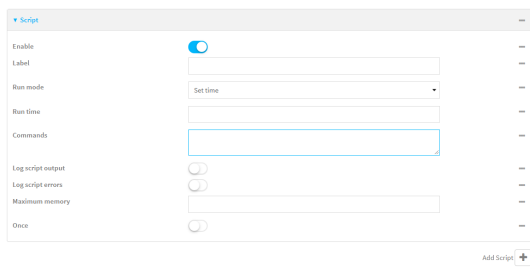 Script
Enable
Label
Run mode
Set time
Run time
Commands
Log script output
Log script errors
Maximum memory
Once
Add Script